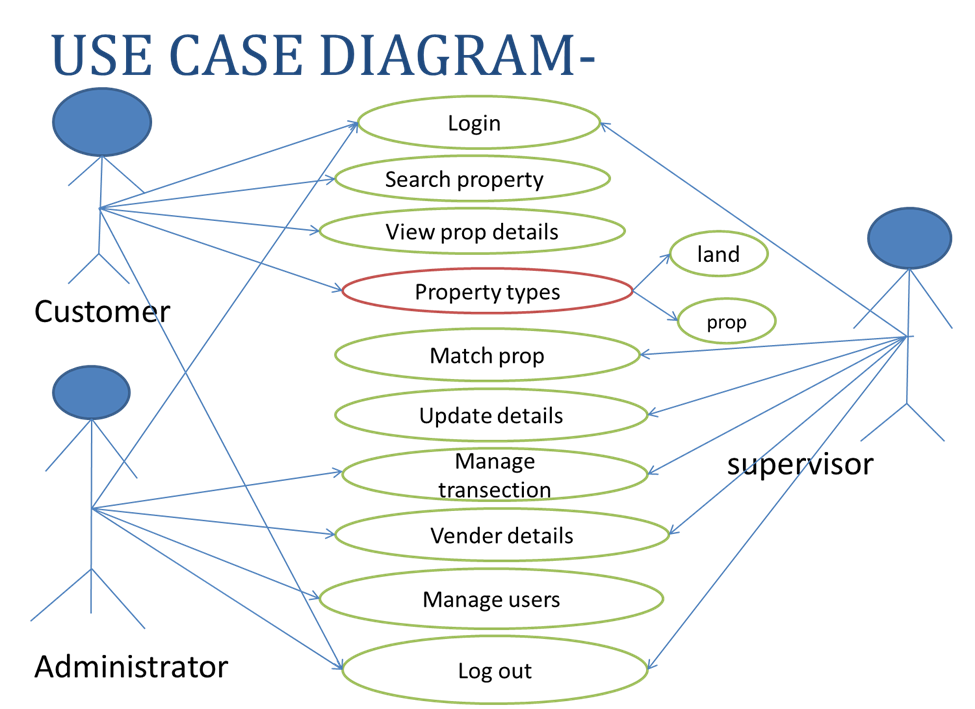 USE CASE DIAGRAM-
Login
Search property
View prop details
land
Property types
Customer
prop
Match prop
Update details
Manage
transection
supervisor
Vender details
Manage users
Administrator
Log out